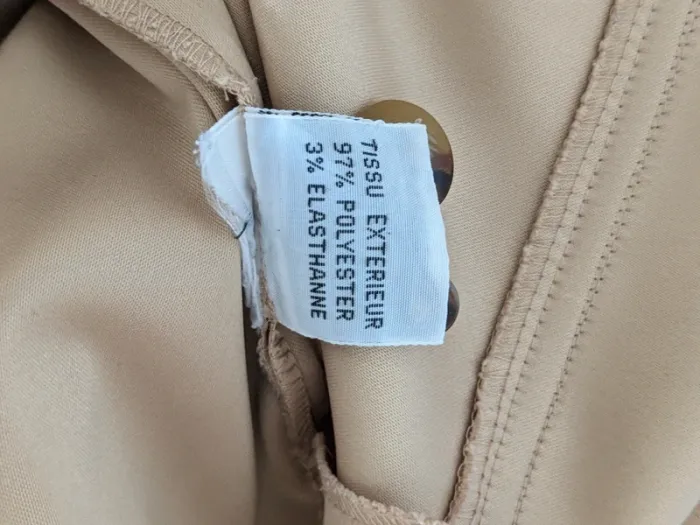 TISSU EXTERIEUR
97% POLYESTER
3% ELASTHANNE